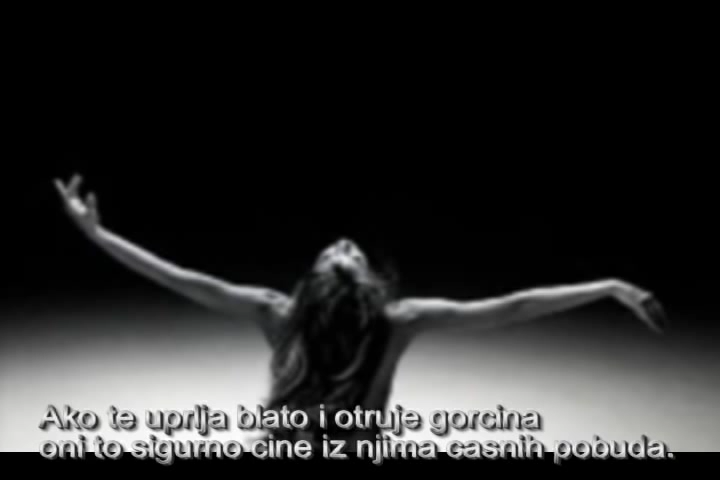 Ako te uprlja blato i otruje gorcina
oni to sigurno cine iz njima casnih pobuda.